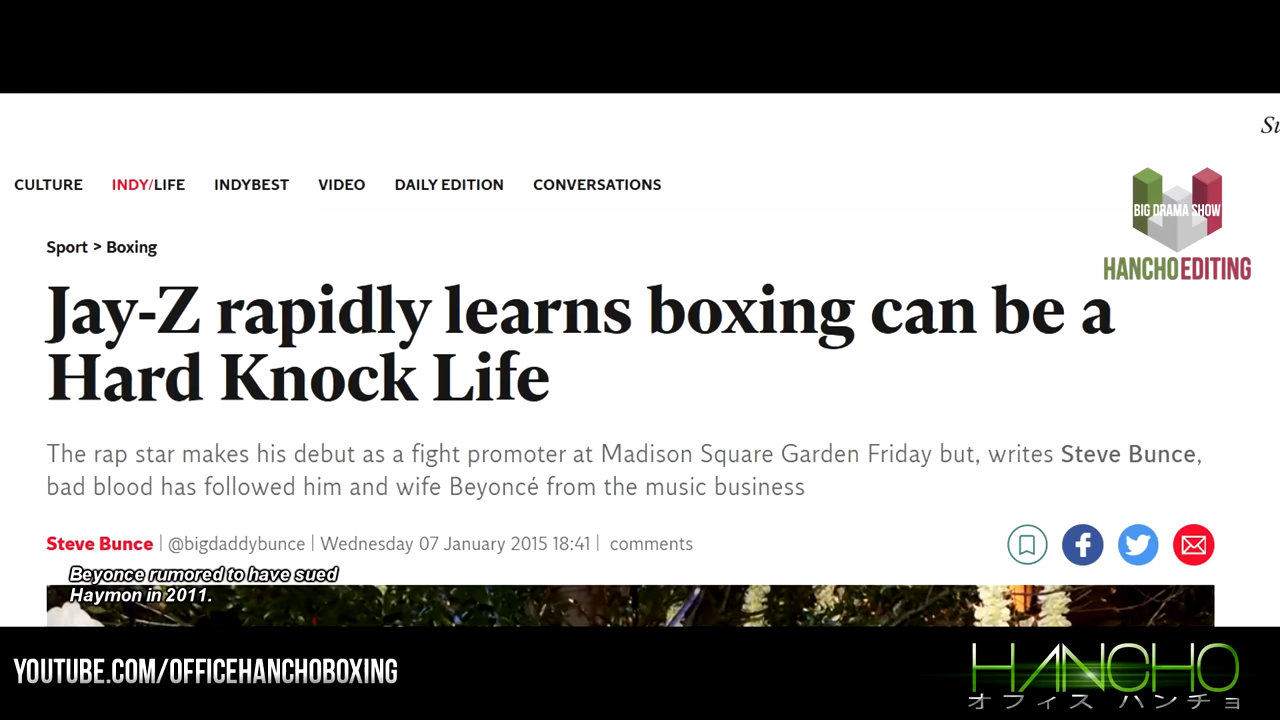 Su
CULTURE INDY/LIFE INDYBEST VIDEO DAILY EDITION CONVERSATIONS
BIG DRAMA SHOW
HANCHOEDITING
Sport > Boxing
Jay-Z rapidly learns boxing can be a
Hard Knock Life
The rap star makes his debut as a fight promoter at Madison Square Garden Friday but, writes Steve Bunce,
bad blood has followed him and wife Beyoncé from the music business
Steve Bunce | @bigdaddybunce | Wednesday 07 January 2015 18:41 | comments
Beyonce rumored to have sued
Haymon in 2011.
YOUTUBE.COM/OFFICEHANCHOBOXING
HANCHO
オフィス ハンチョ